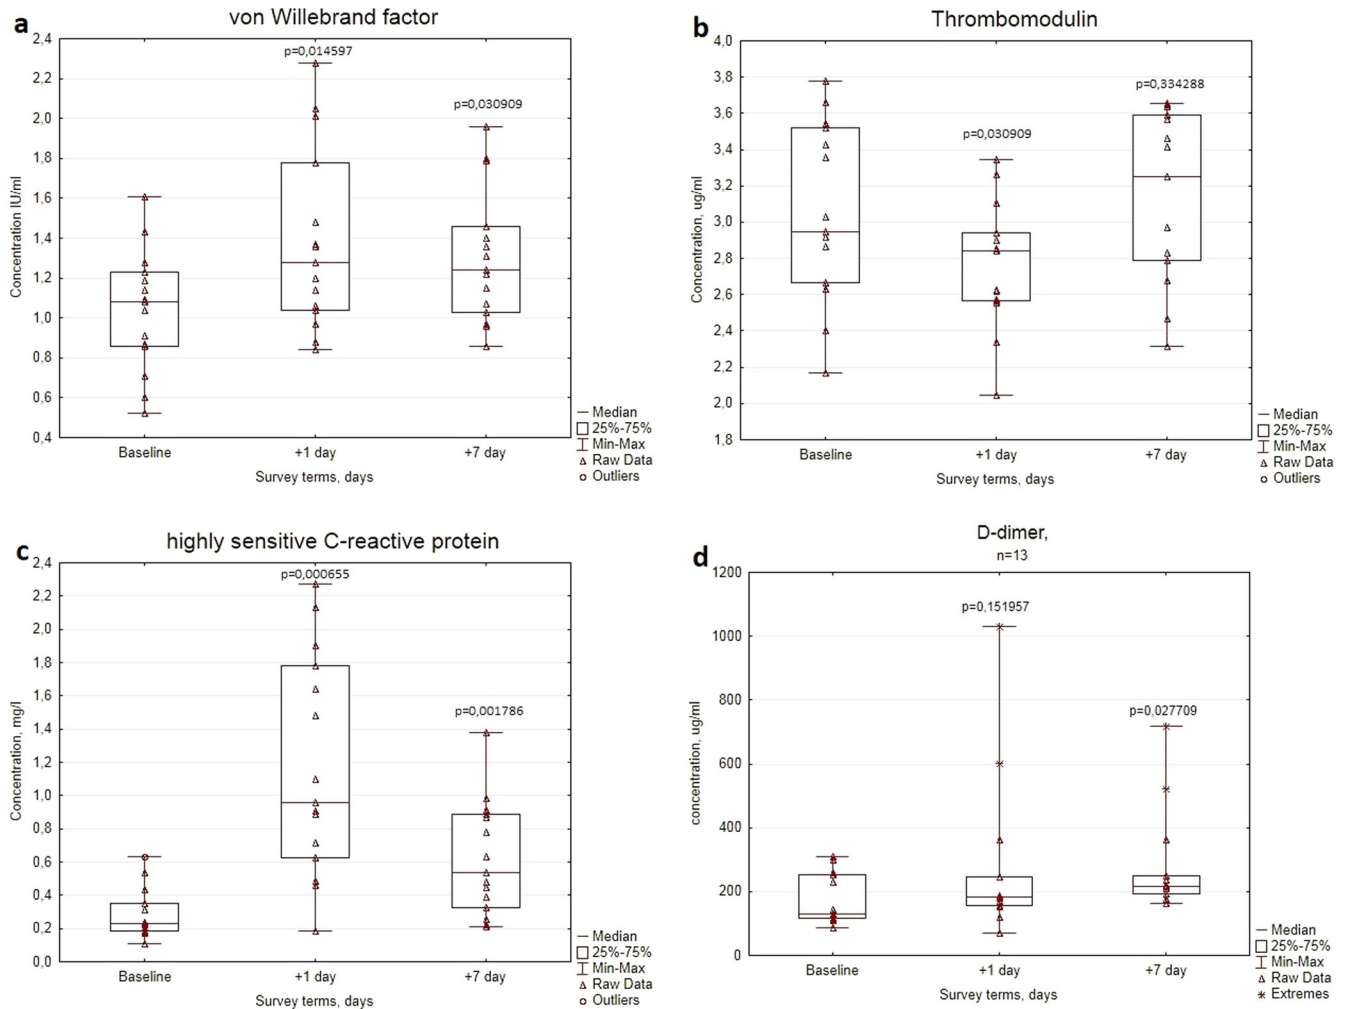 a
von Willebrand factor
2,4
2,2
2,0
1,8
1,6
1,4
1,2
1,0
0,8
0,6
0,4
Concentration IU/ml
p=0,014597
p=0,030909
Baseline
+1 day
+7 day
Survey terms, days
Median
25%-75%
Min-Max
Raw Data
Outliers
b
Thrombomodulin
4,0
3,8
3,6
3,4
3,2
3,0
2,8
2,6
2,4
2,2
2,0
1,8
Concentration, ug/ml
p=0,030909
p=0,334288
Baseline
+1 day
+7 day
Survey terms, days
Median
25%-75%
Min-Max
Raw Data
Outliers
c
highly sensitive C-reactive protein
2,4
2,2
2,0
1,8
1,6
1,4
1,2
1,0
0,8
0,6
0,4
0,2
0,0
Concentration, mg/l
p=0,000655
p=0,001786
Baseline
+1 day
+7 day
Survey terms, days
Median
25%-75%
Min-Max
Raw Data
Outliers
d
D-dimer,
n=13
1200
1000
800
600
400
200
0
concentration, ug/ml
p=0,151957
p=0,027709
Baseline
+1 day
+7 day
Survey terms, days
Median
25%-75%
Min-Max
Raw Data
Extremes